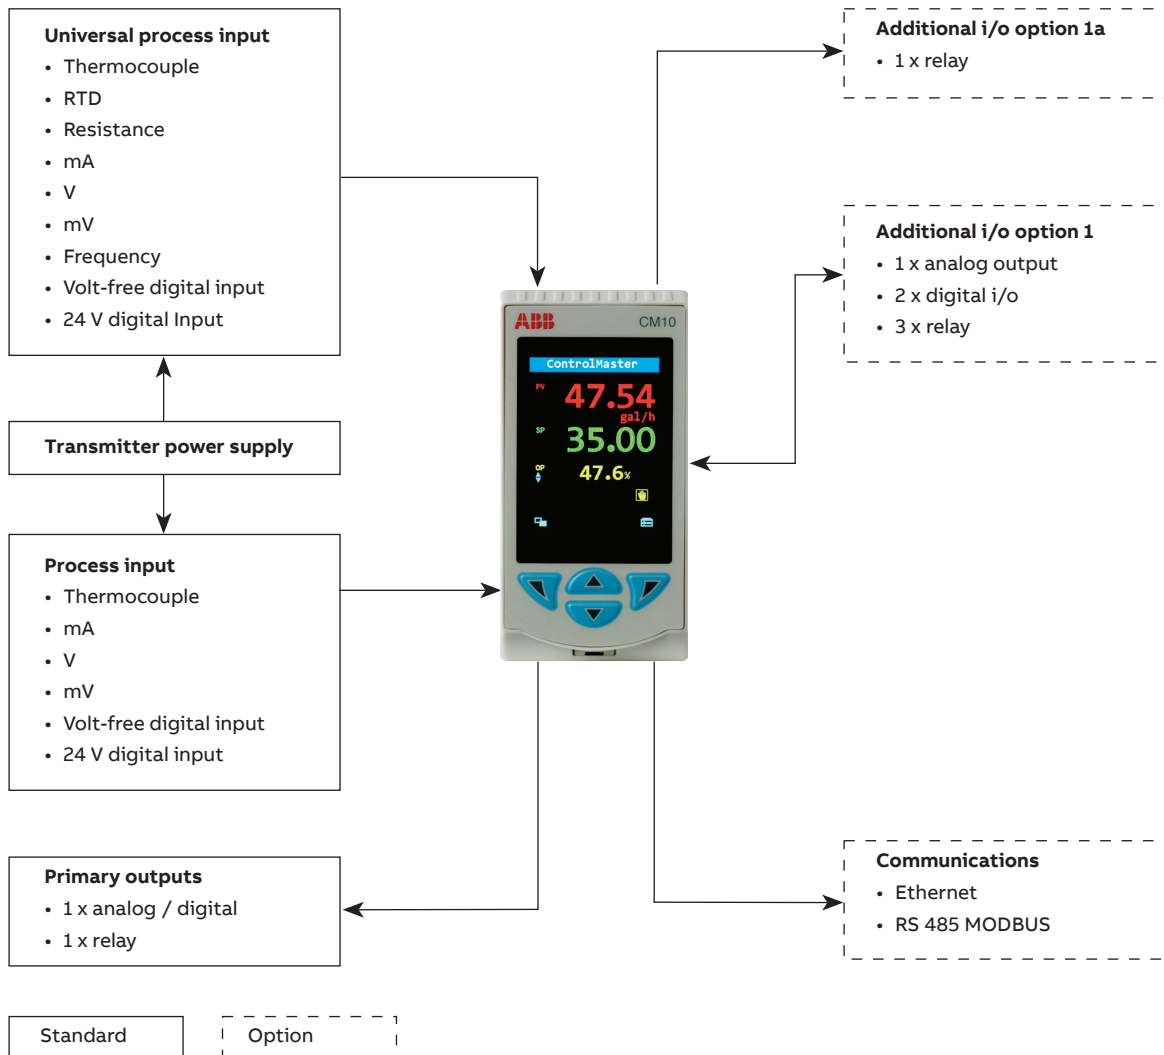 Universal process input
• Thermocouple
• RTD
• Resistance
• mA
• V
• mV
• Frequency
• Volt-free digital input
• 24 V digital Input
Transmitter power supply
Process input
• Thermocouple
• mA
• V
• mV
• Volt-free digital input
• 24 V digital input
Primary outputs
• 1 x analog / digital
• 1 x relay
ABB CM10
ControlMaster
PV 47.54
gal/h
SP 35.00
OP 47.6%
Additional i/o option 1a
• 1 x relay
Additional i/o option 1
• 1 x analog output
• 2 x digital i/o
• 3 x relay
Communications
• Ethernet
• RS 485 MODBUS
Standard
Option